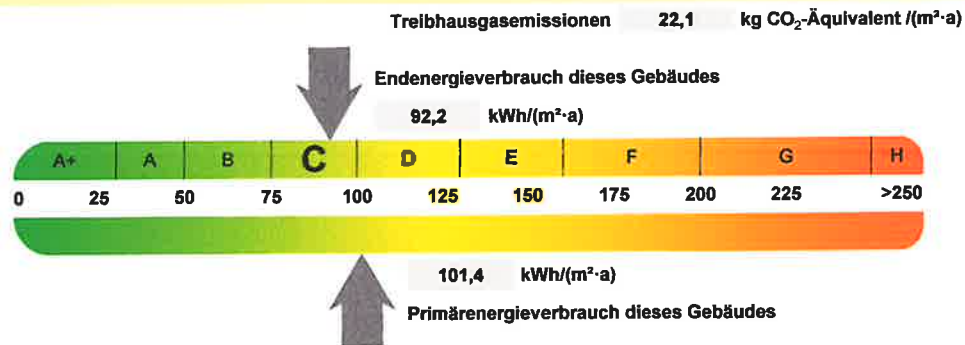 Treibhausgasemissionen 22,1 kg CO₂-Äquivalent /(m²·a)
Endenergieverbrauch dieses Gebäudes
92,2 kWh/(m²·a)
A+ A B C D E F G H
0 25 50 75 100 125 150 175 200 225 >250
101,4 kWh/(m²·a)
Primärenergieverbrauch dieses Gebäudes